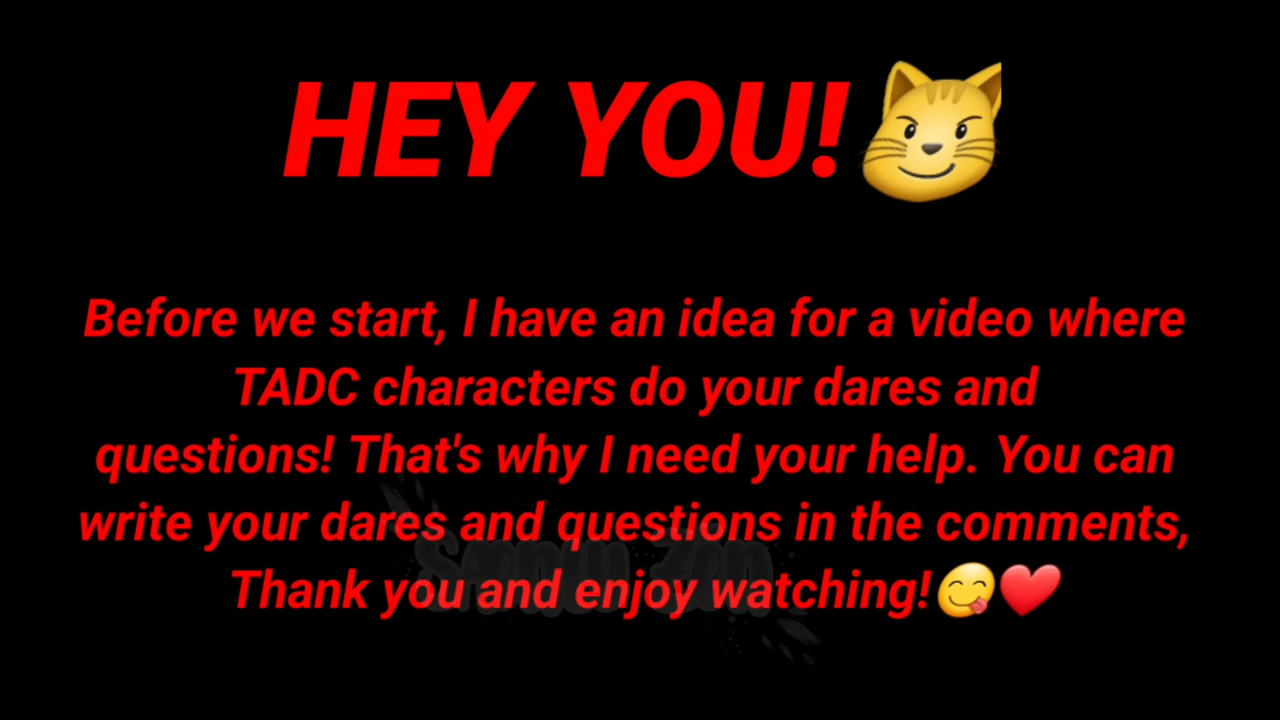 HEY YOU!😼
Before we start, I have an idea for a video where
TADC characters do your dares and
questions! That's why I need your help. You can
write your dares and questions in the comments,
Thank you and enjoy watching!😋❤️